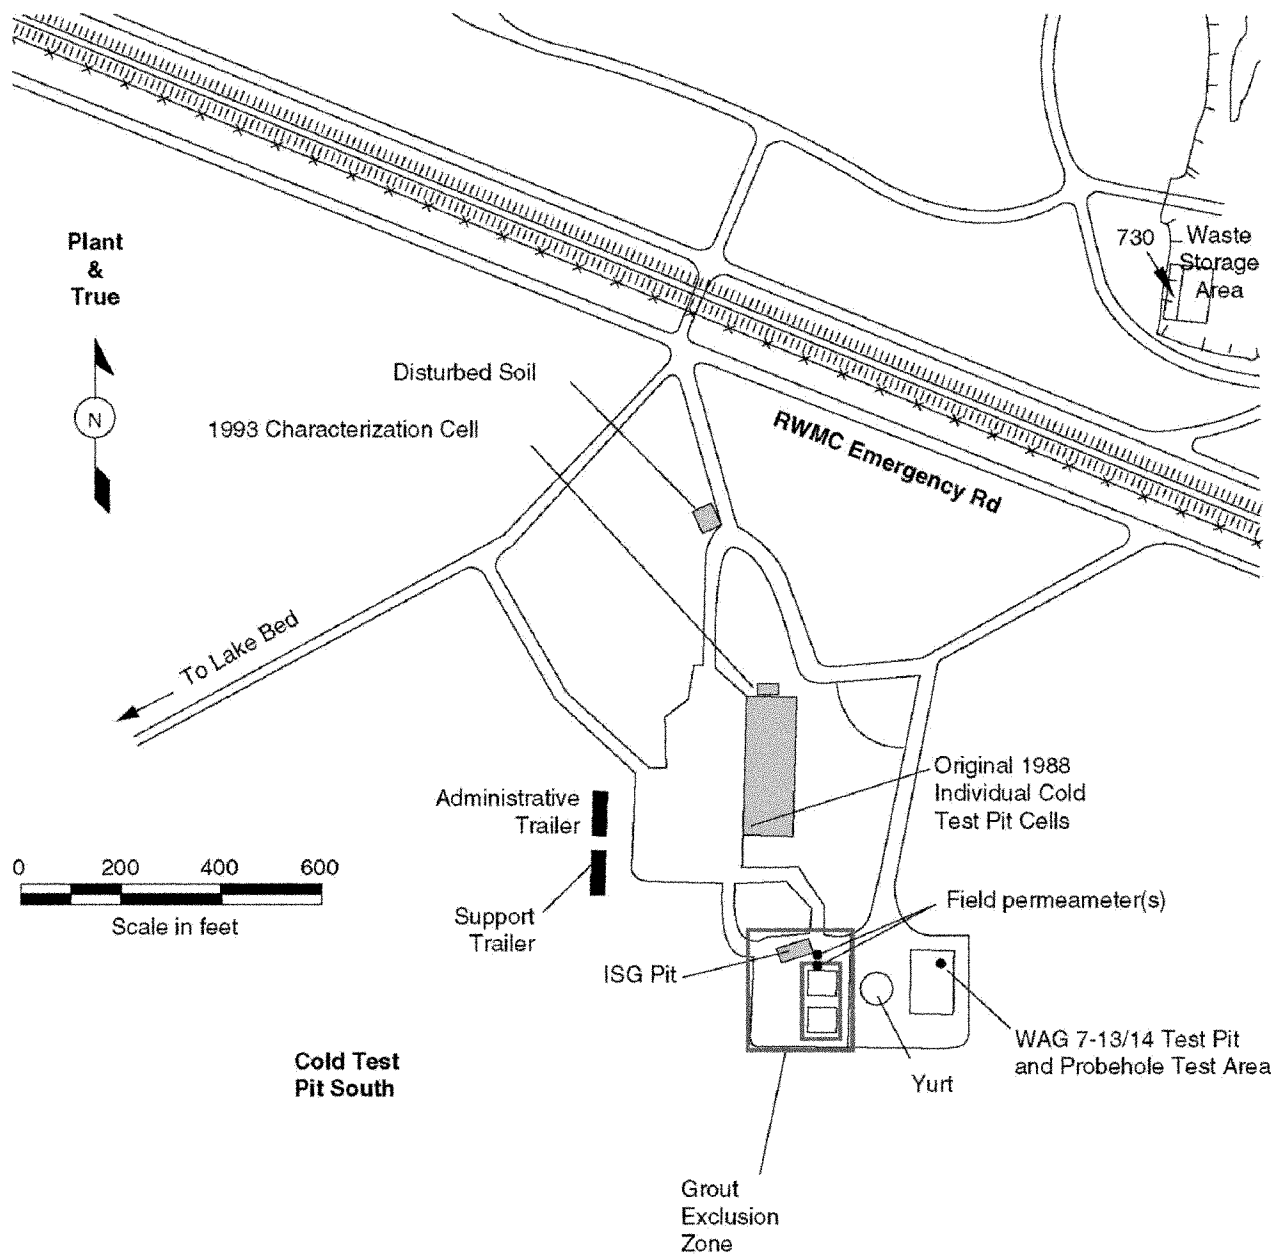 730
Waste
Storage
Area
Plant
&
True
N
Disturbed Soil
1993 Characterization Cell
RWMC Emergency Rd
To Lake Bed
Original 1988
Individual Cold
Test Pit Cells
Administrative
Trailer
0 200 400 600
Scale in feet
Support
Trailer
Field permeameter(s)
ISG Pit
WAG 7-13/14 Test Pit
and Probehole Test Area
Yurt
Cold Test
Pit South
Grout
Exclusion
Zone